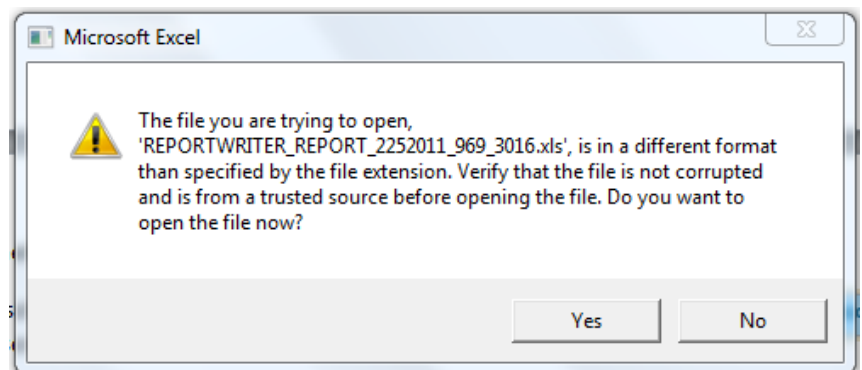 Microsoft Excel
The file you are trying to open,
'REPORTWRITER_REPORT_2252011_969_3016.xls', is in a different format
than specified by the file extension. Verify that the file is not corrupted
and is from a trusted source before opening the file. Do you want to
open the file now?
Yes No